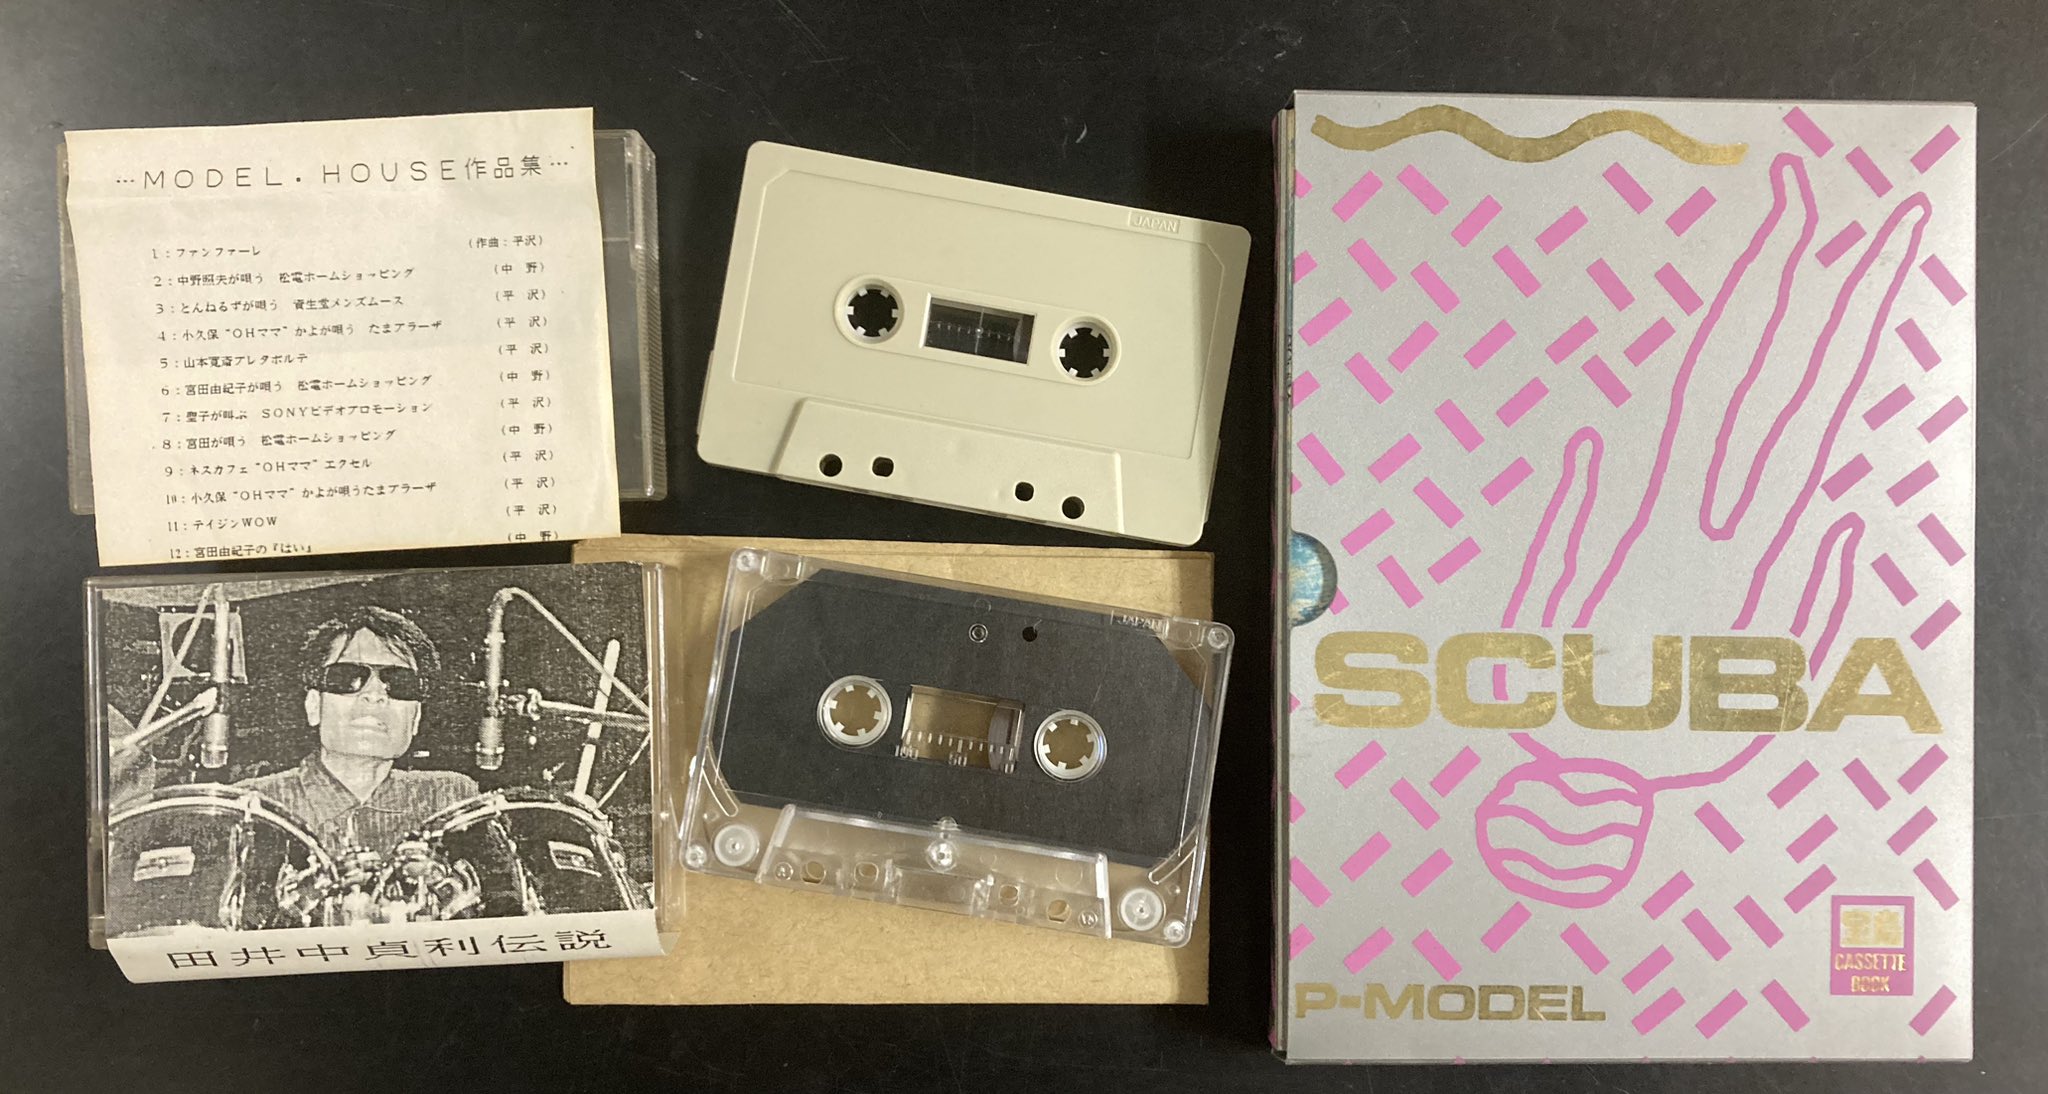 …MODEL.HOUSE作品集…
1:ファンファーレ (作曲:平沢)
2:中野照夫が唄う 松電ホームショッピング (中 野)
3:とんねるずが唄う 資生堂メンズムース (平 沢)
4:小久保"OHママ"かよが唄う たまプラーザ (平 沢)
5:山本寛斎プレタポルテ (平 沢)
6:宮田由紀子が唄う 松電ホームショッピング (中 野)
7:聖子が叫ぶ SONYビデオプロモーション (平 沢)
8:宮田が唄う 松電ホームショッピング (中 野)
9:ネスカフェ"OHママ"エクセル (平 沢)
10:小久保"OHママ"かよが唄うたまプラーザ (平 沢)
11:テイジンWOW (平 沢)
12:宮田由紀子の『はい』 (中 野)
田井中貞利伝説
JAPAN
JAPAN
100 50 0
SCUBA
P-MODEL
宝島
CASSETTE
BOOK